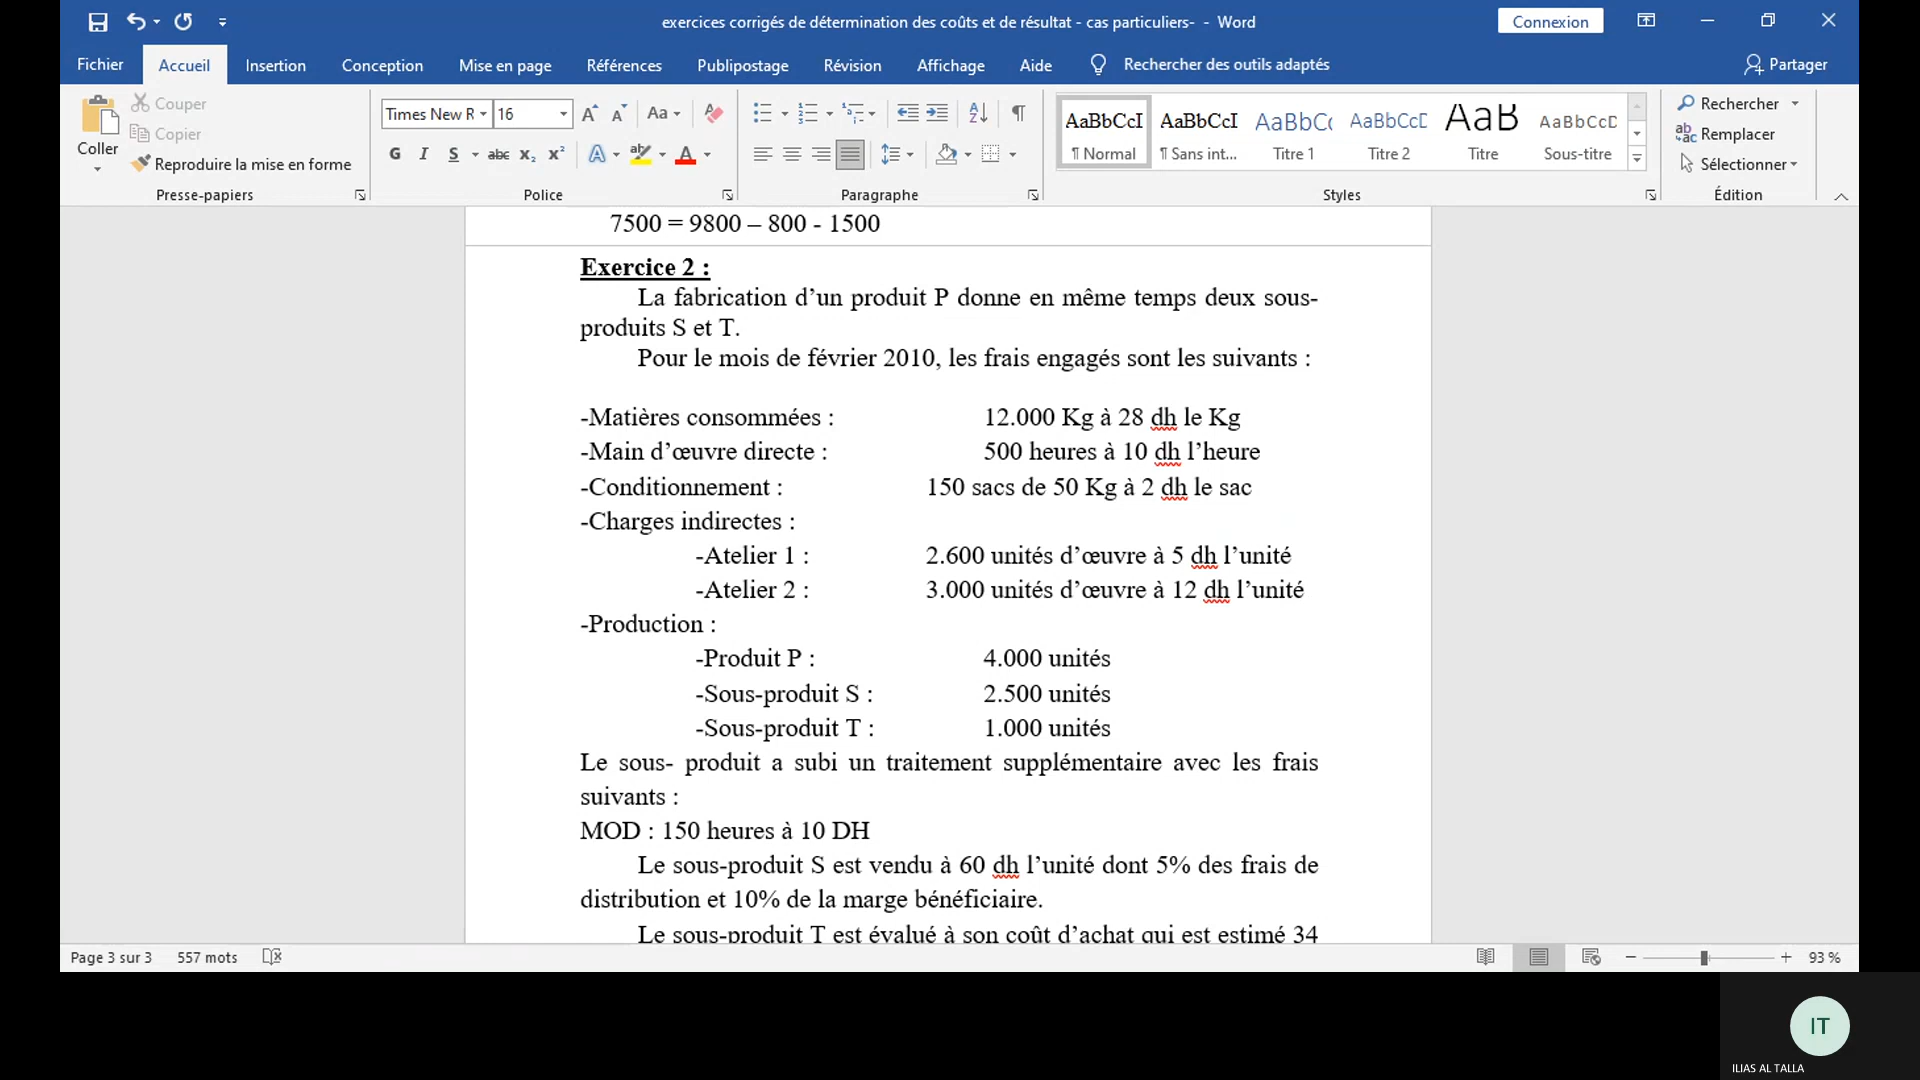 exercices corrigés de détermination des coûts et de résultat - cas particuliers- - Word
Connexion
Fichier Accueil Insertion Conception Mise en page Références Publipostage Révision Affichage Aide Rechercher des outils adaptés Partager
Coller
Couper
Copier
Reproduire la mise en forme
Presse-papiers
Times New R 16
G I S abc x₂ x²
Police
Paragraphe
AaBbCcI AaBbCcI AaBbCc AaBbCcD AaB AaBbCcD
¶ Normal ¶ Sans int... Titre 1 Titre 2 Titre Sous-titre
Styles
Rechercher
Remplacer
Sélectionner
Édition
7500 = 9800 – 800 - 1500
Exercice 2 :
La fabrication d’un produit P donne en même temps deux sous-
produits S et T.
Pour le mois de février 2010, les frais engagés sont les suivants :
-Matières consommées : 12.000 Kg à 28 dh le Kg
-Main d’œuvre directe : 500 heures à 10 dh l’heure
-Conditionnement : 150 sacs de 50 Kg à 2 dh le sac
-Charges indirectes :
-Atelier 1 : 2.600 unités d’œuvre à 5 dh l’unité
-Atelier 2 : 3.000 unités d’œuvre à 12 dh l’unité
-Production :
-Produit P : 4.000 unités
-Sous-produit S : 2.500 unités
-Sous-produit T : 1.000 unités
Le sous- produit a subi un traitement supplémentaire avec les frais
suivants :
MOD : 150 heures à 10 DH
Le sous-produit S est vendu à 60 dh l’unité dont 5% des frais de
distribution et 10% de la marge bénéficiaire.
Le sous-produit T est évalué à son coût d’achat qui est estimé 34
Page 3 sur 3 557 mots 93 %
IT
ILIAS AL TALLA